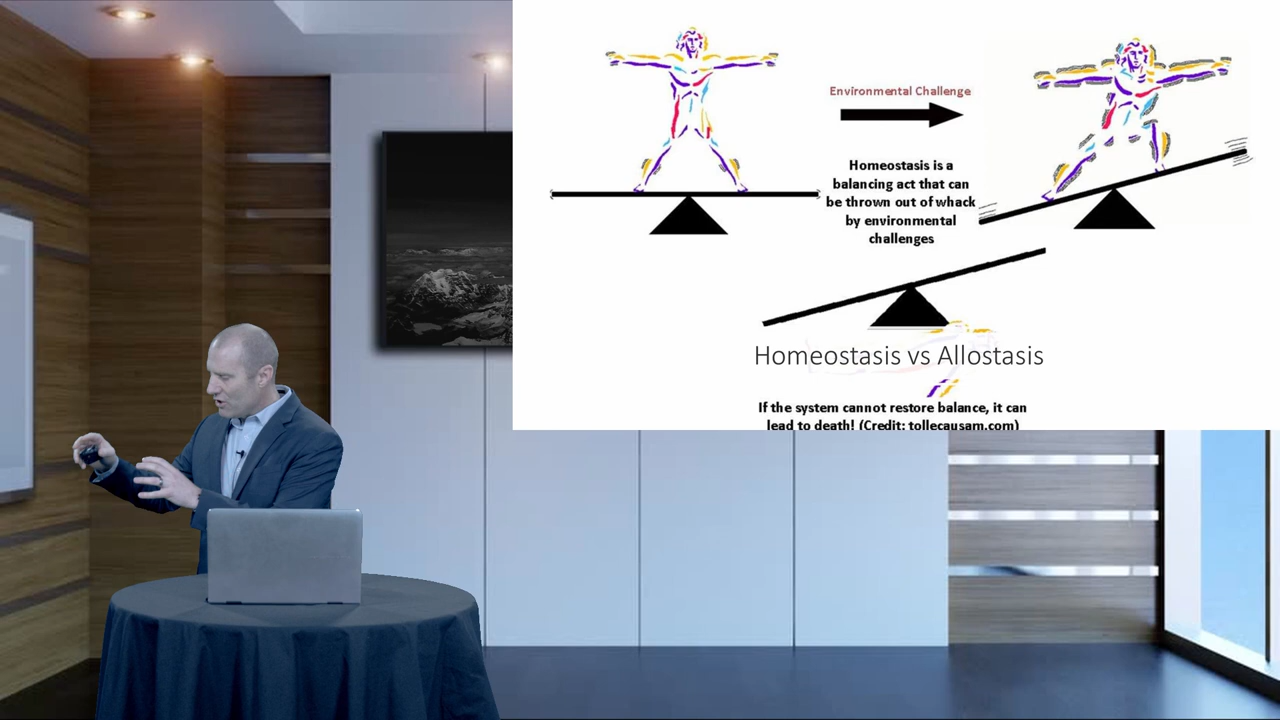 Environmental Challenge
Homeostasis is a
balancing act that can
be thrown out of whack
by environmental
challenges
Homeostasis vs Allostasis
If the system cannot restore balance, it can
lead to death! (Credit: tollecausam.com)